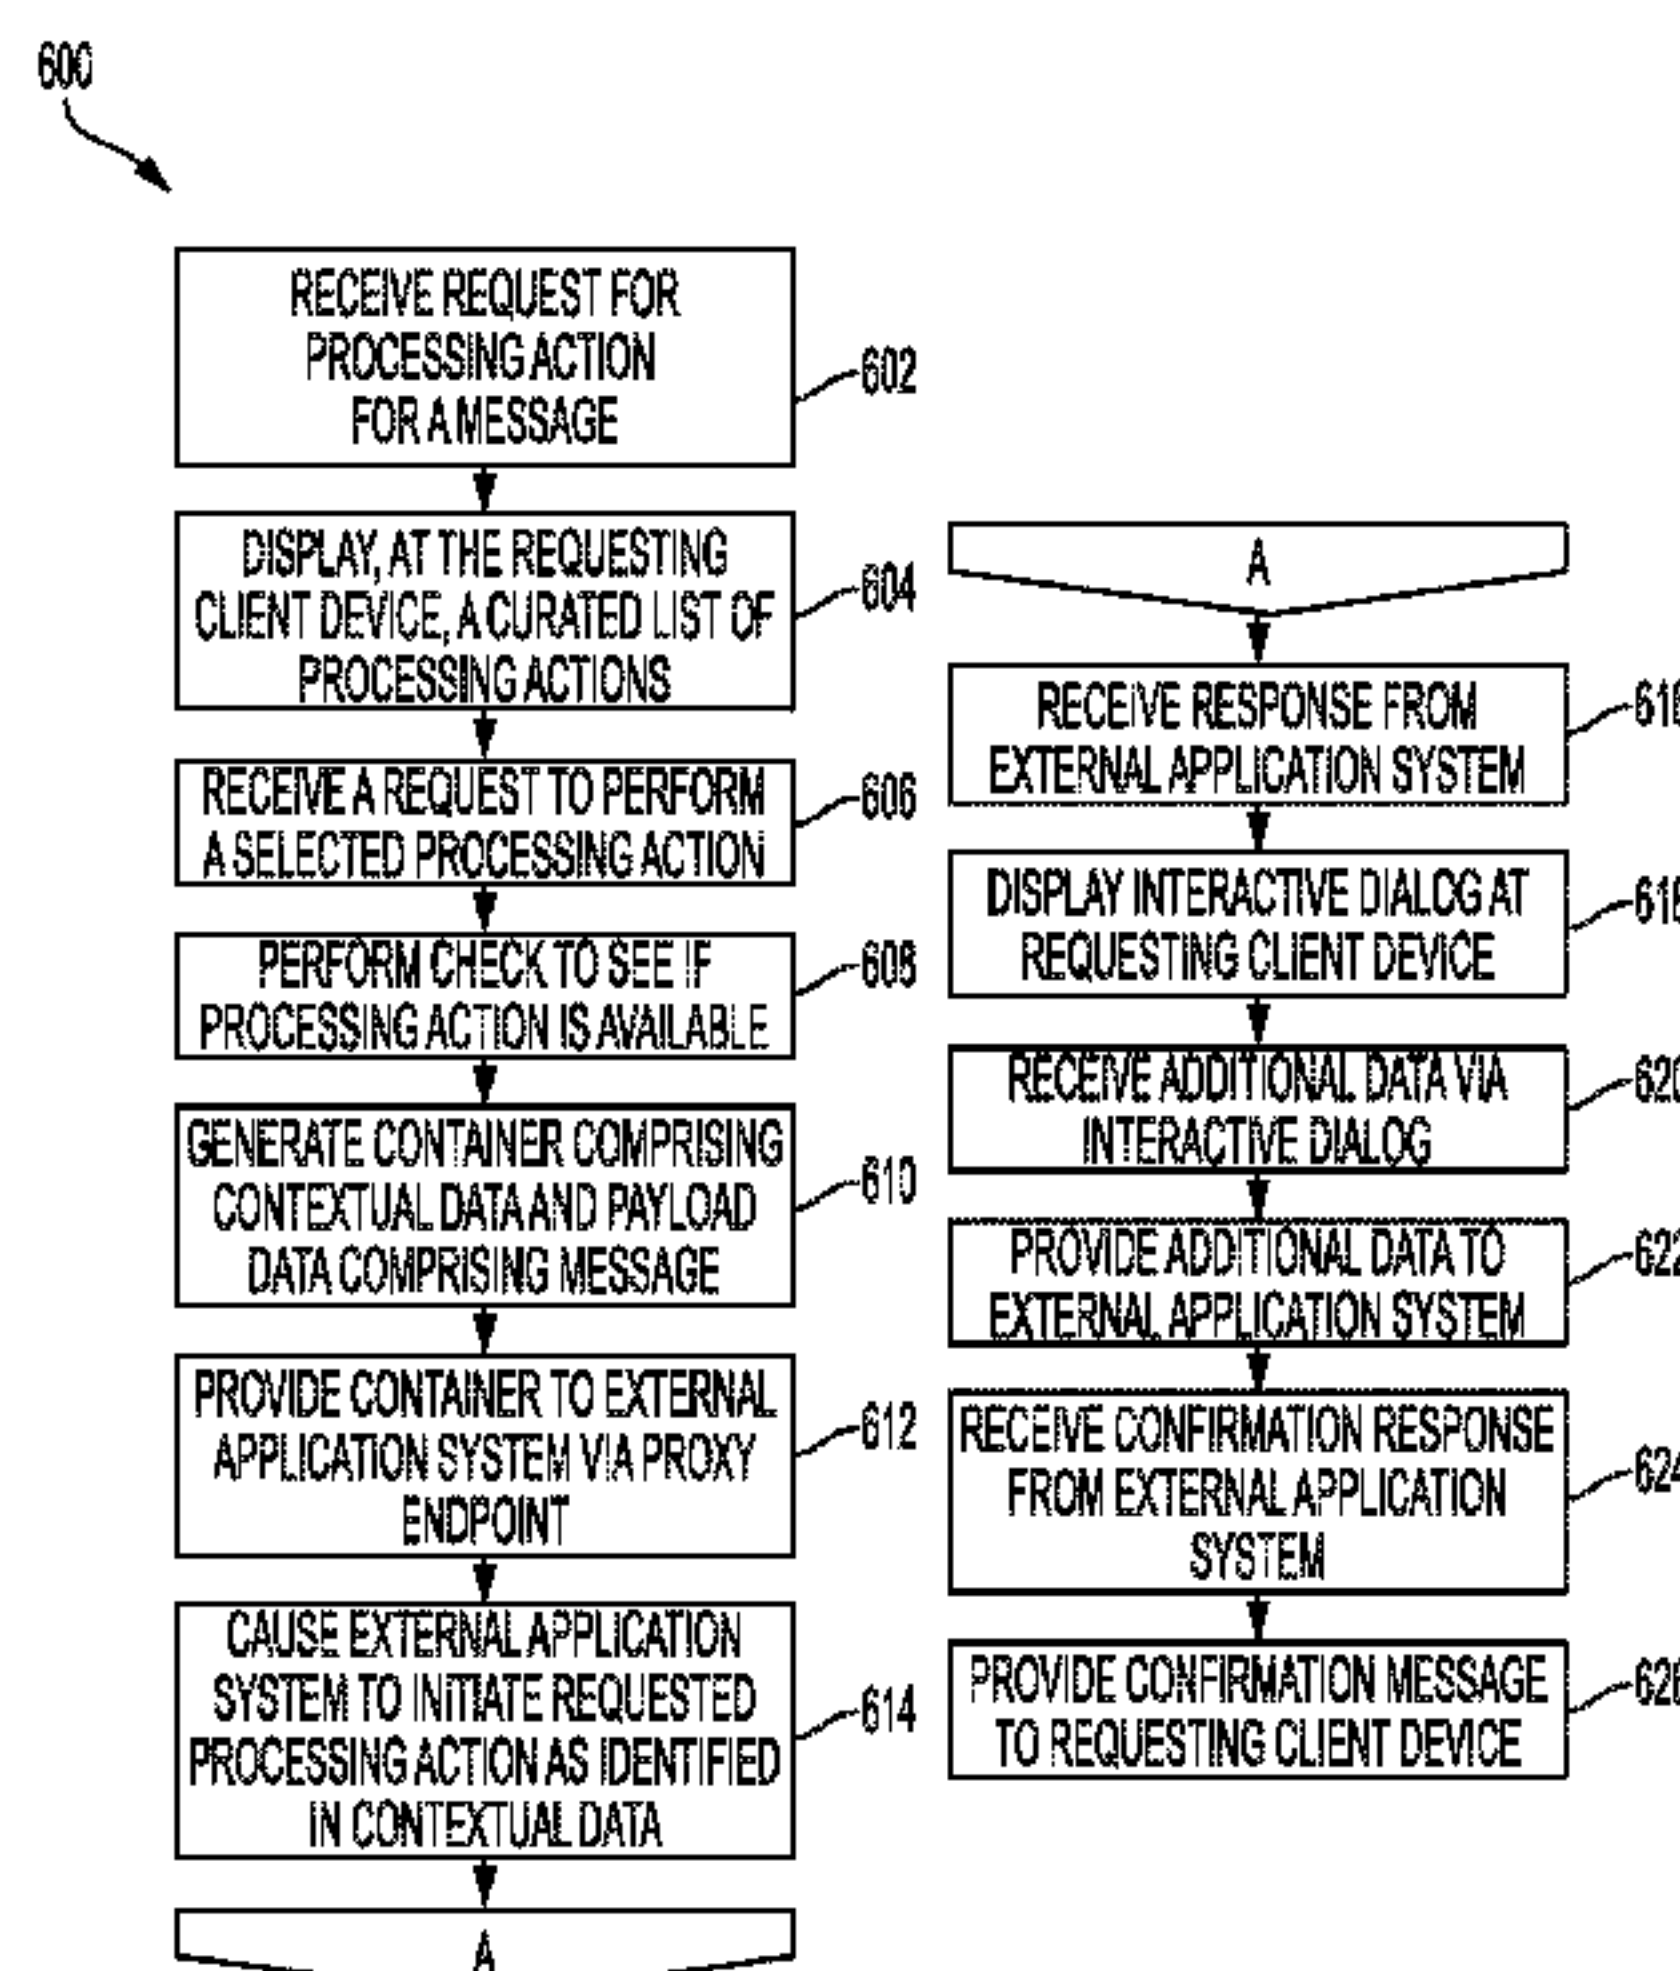 600
RECEIVE REQUEST FOR
PROCESSING ACTION
FOR A MESSAGE
602
DISPLAY, AT THE REQUESTING
CLIENT DEVICE, A CURATED LIST OF
PROCESSING ACTIONS
604
RECEIVE A REQUEST TO PERFORM
A SELECTED PROCESSING ACTION
606
PERFORM CHECK TO SEE IF
PROCESSING ACTION IS AVAILABLE
608
GENERATE CONTAINER COMPRISING
CONTEXTUAL DATA AND PAYLOAD
DATA COMPRISING MESSAGE
610
PROVIDE CONTAINER TO EXTERNAL
APPLICATION SYSTEM VIA PROXY
ENDPOINT
612
CAUSE EXTERNAL APPLICATION
SYSTEM TO INITIATE REQUESTED
PROCESSING ACTION AS IDENTIFIED
IN CONTEXTUAL DATA
614
A
A
RECEIVE RESPONSE FROM
EXTERNAL APPLICATION SYSTEM
616
DISPLAY INTERACTIVE DIALOG AT
REQUESTING CLIENT DEVICE
618
RECEIVE ADDITIONAL DATA VIA
INTERACTIVE DIALOG
620
PROVIDE ADDITIONAL DATA TO
EXTERNAL APPLICATION SYSTEM
622
RECEIVE CONFIRMATION RESPONSE
FROM EXTERNAL APPLICATION
SYSTEM
624
PROVIDE CONFIRMATION MESSAGE
TO REQUESTING CLIENT DEVICE
626